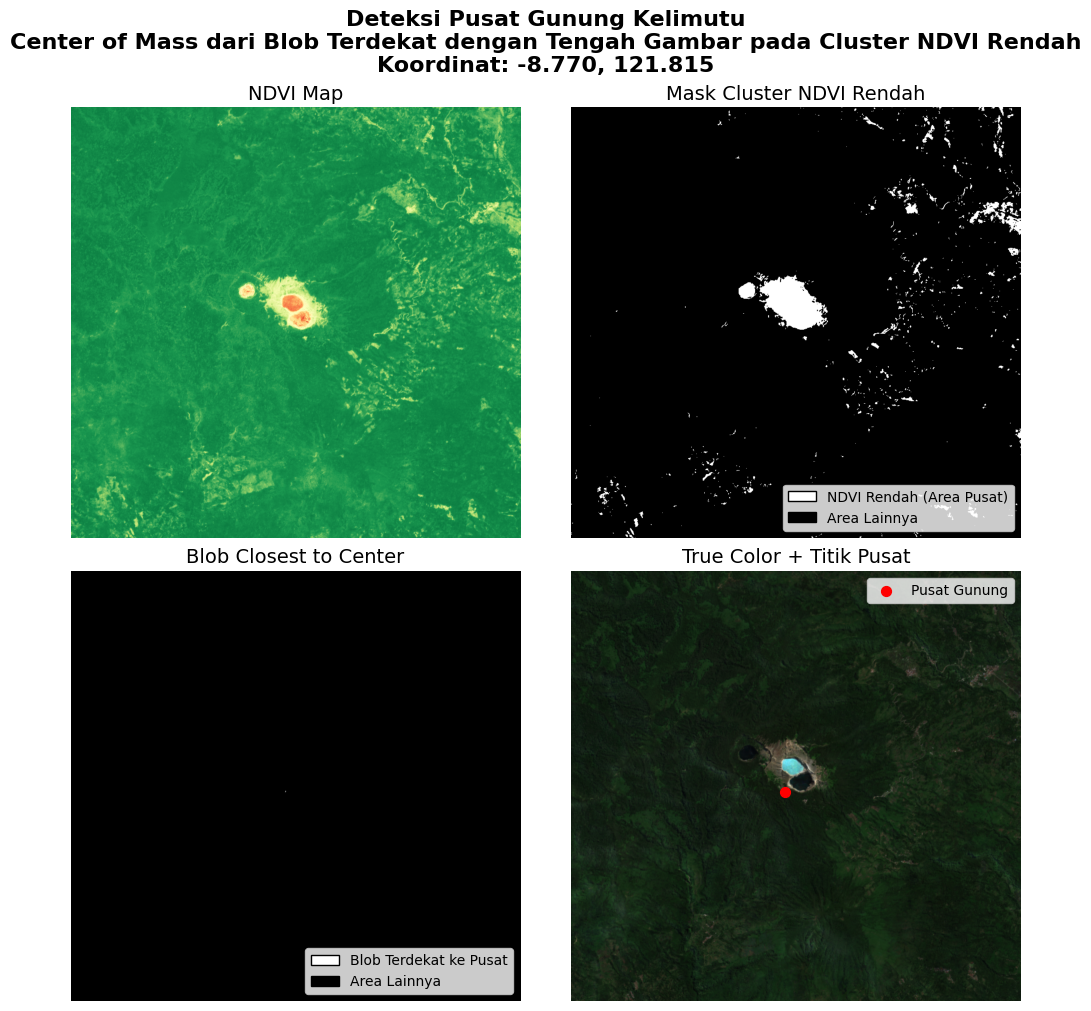 Deteksi Pusat Gunung Kelimutu
Center of Mass dari Blob Terdekat dengan Tengah Gambar pada Cluster NDVI Rendah
Koordinat: -8.770, 121.815
NDVI Map
Mask Cluster NDVI Rendah
NDVI Rendah (Area Pusat)
Area Lainnya
Blob Closest to Center
True Color + Titik Pusat
Pusat Gunung
Blob Terdekat ke Pusat
Area Lainnya